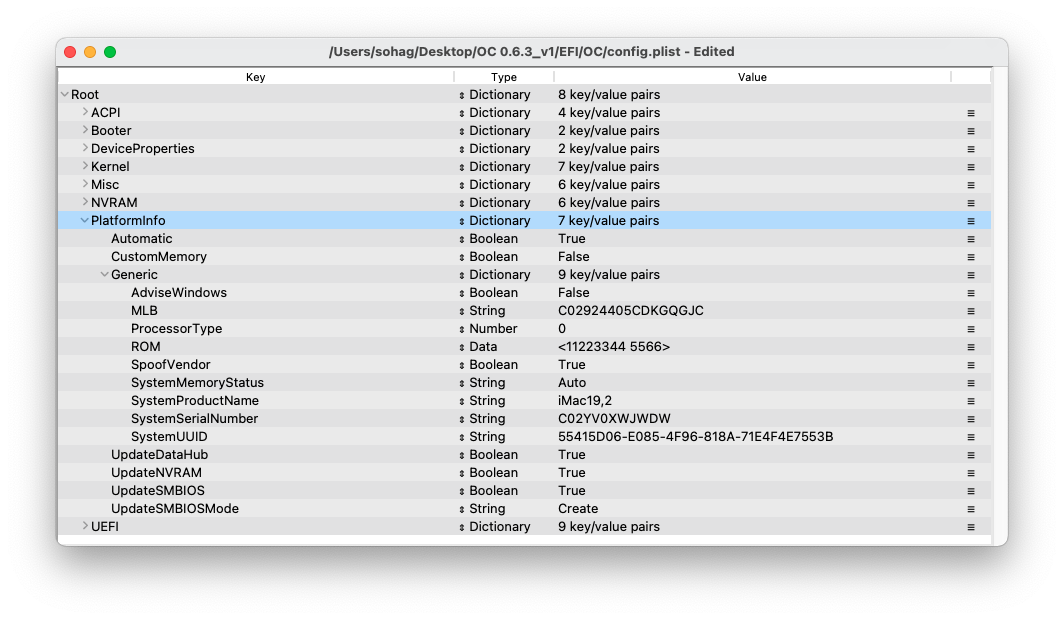 /Users/sohag/Desktop/OC 0.6.3_v1/EFI/OC/config.plist - Edited
Key Type Value
Root Dictionary 8 key/value pairs
ACPI Dictionary 4 key/value pairs
Booter Dictionary 2 key/value pairs
DeviceProperties Dictionary 2 key/value pairs
Kernel Dictionary 7 key/value pairs
Misc Dictionary 6 key/value pairs
NVRAM Dictionary 6 key/value pairs
PlatformInfo Dictionary 7 key/value pairs
Automatic Boolean True
CustomMemory Boolean False
Generic Dictionary 9 key/value pairs
AdviseWindows Boolean False
MLB String C02924405CDKGQGJC
ProcessorType Number 0
ROM Data <11223344 5566>
SpoofVendor Boolean True
SystemMemoryStatus String Auto
SystemProductName String iMac19,2
SystemSerialNumber String C02YV0XWJWDW
SystemUUID String 55415D06-E085-4F96-818A-71E4F4E7553B
UpdateDataHub Boolean True
UpdateNVRAM Boolean True
UpdateSMBIOS Boolean True
UpdateSMBIOSMode String Create
UEFI Dictionary 9 key/value pairs